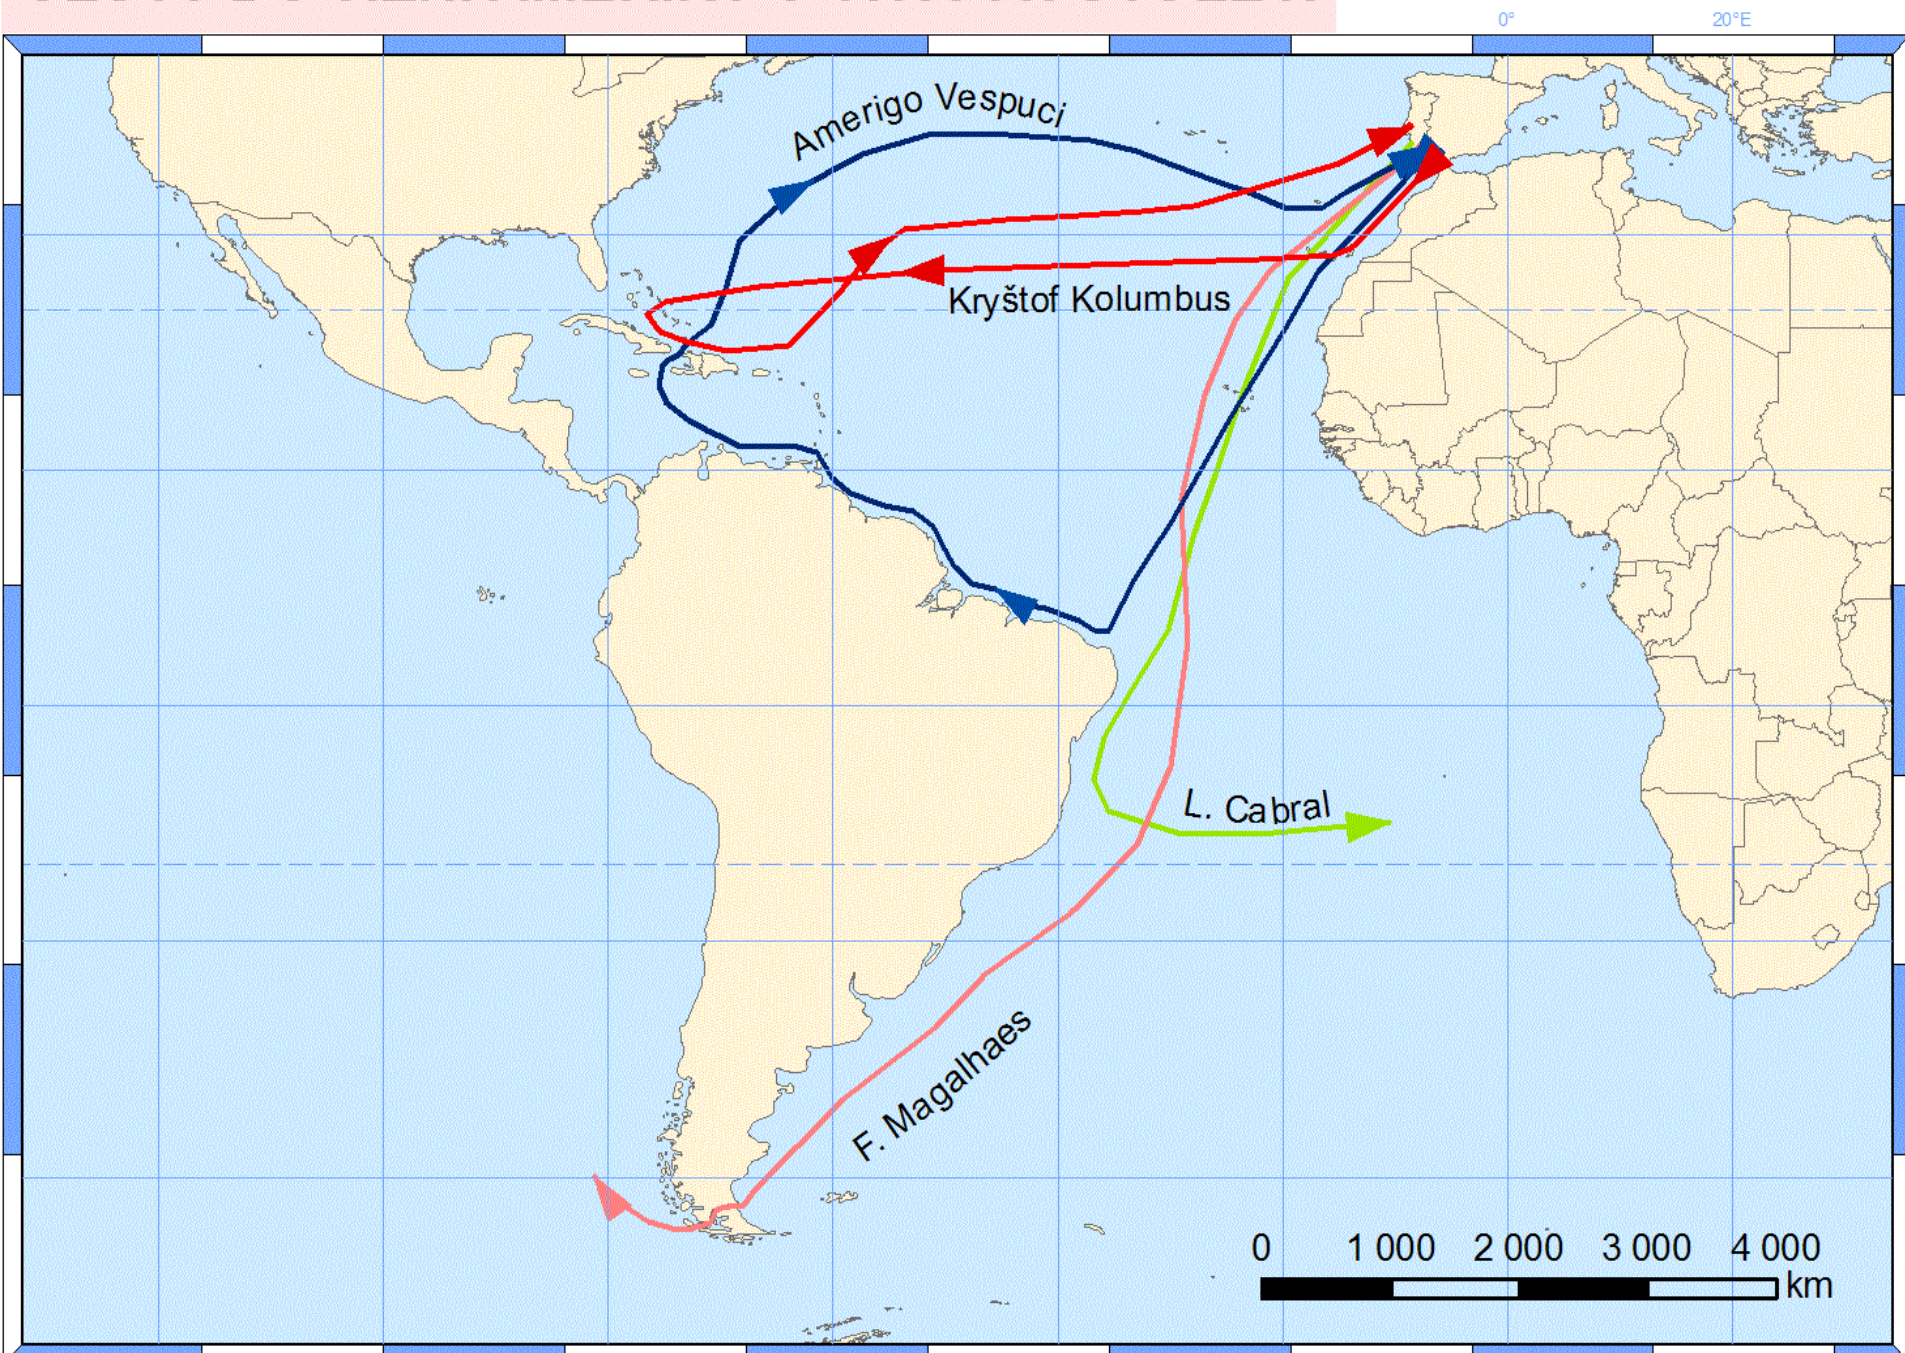 0°
20°E
Amerigo Vespuci
Kryštof Kolumbus
L. Cabral
F. Magalhaes
0 1 000 2 000 3 000 4 000
km